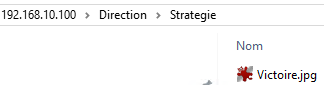 192.168.10.100 > Direction > Strategie
Nom
Victoire.jpg